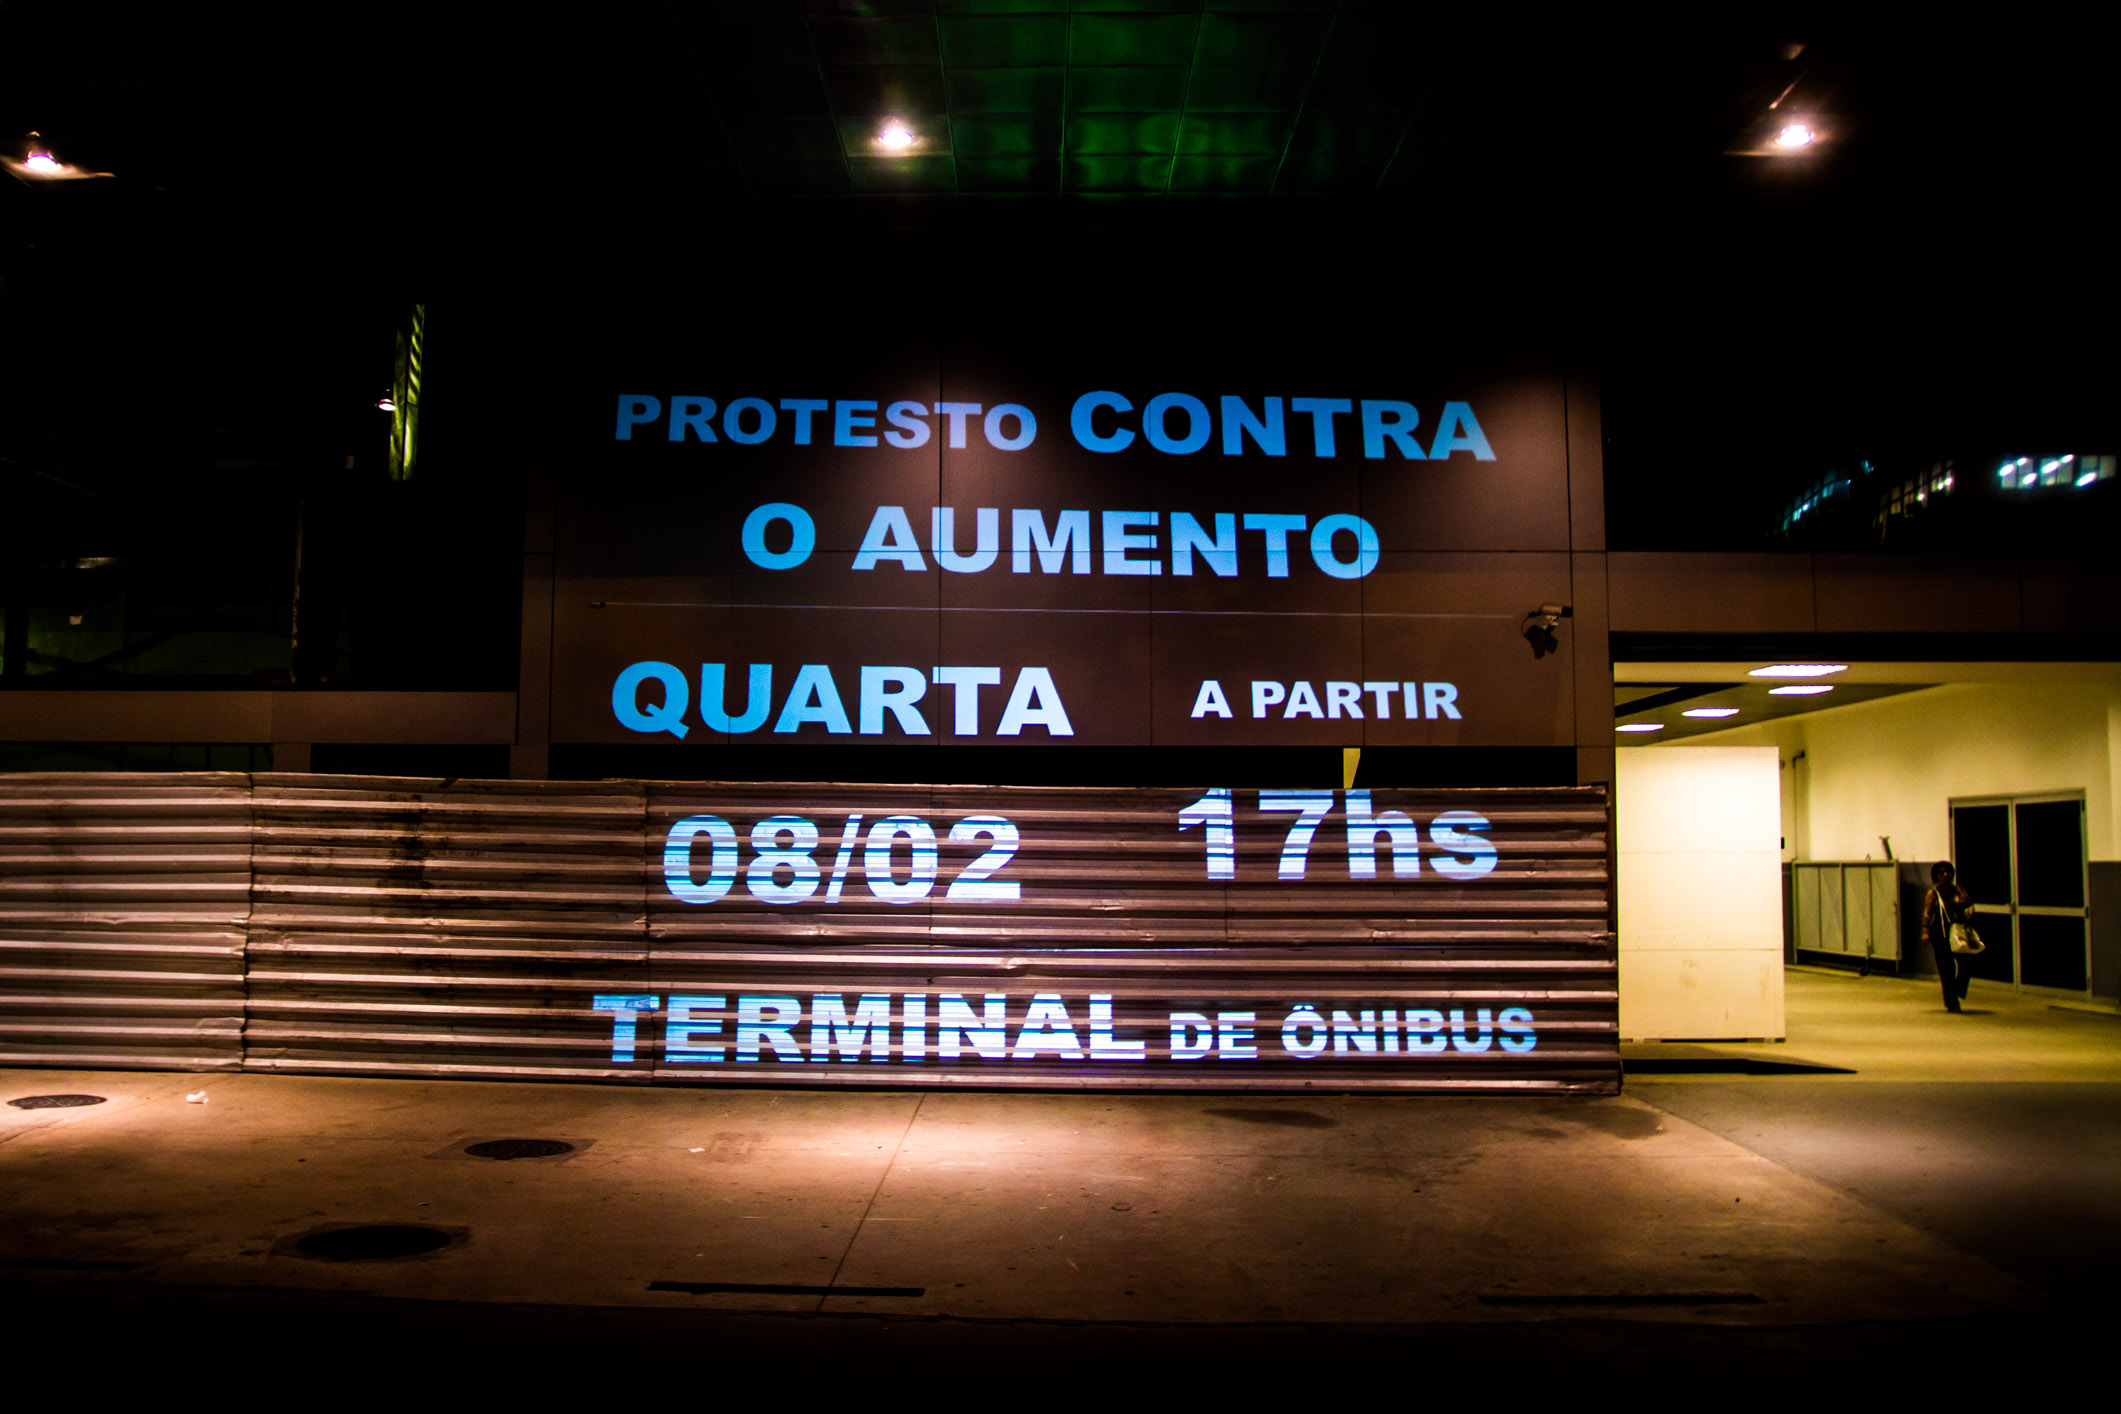 PROTESTO CONTRA
O AUMENTO
QUARTA A PARTIR
08/02 17hs
TERMINAL DE ÔNIBUS